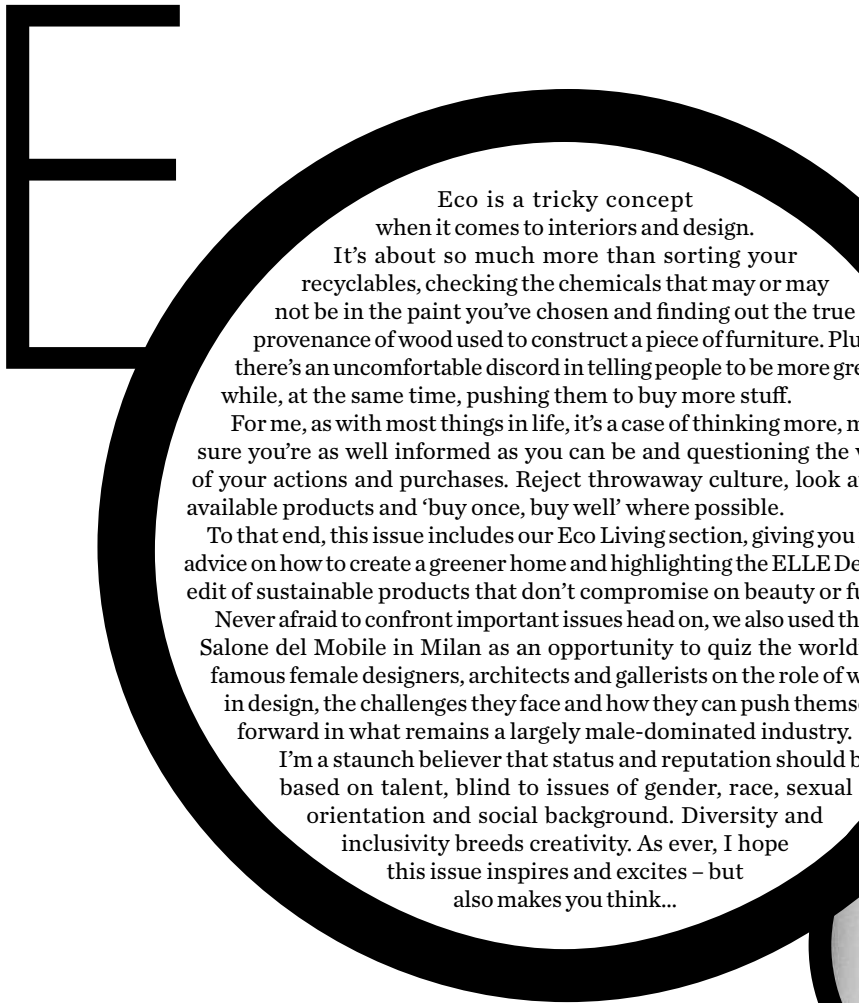 E
Eco is a tricky concept
when it comes to interiors and design.
It’s about so much more than sorting your
recyclables, checking the chemicals that may or may
not be in the paint you’ve chosen and finding out the true
provenance of wood used to construct a piece of furniture.
there’s an uncomfortable discord in telling people to be more
while, at the same time, pushing them to buy more stuff.
For me, as with most things in life, it’s a case of thinking more,
sure you’re as well informed as you can be and questioning the
of your actions and purchases. Reject throwaway culture, look
available products and ‘buy once, buy well’ where possible.
To that end, this issue includes our Eco Living section, giving you
advice on how to create a greener home and highlighting the ELLE
edit of sustainable products that don’t compromise on beauty or
Never afraid to confront important issues head on, we also used
Salone del Mobile in Milan as an opportunity to quiz the
famous female designers, architects and gallerists on the role of
in design, the challenges they face and how they can push
forward in what remains a largely male-dominated industry.
I’m a staunch believer that status and reputation should
based on talent, blind to issues of gender, race, sexual
orientation and social background. Diversity and
inclusivity breeds creativity. As ever, I hope
this issue inspires and excites – but
also makes you think...